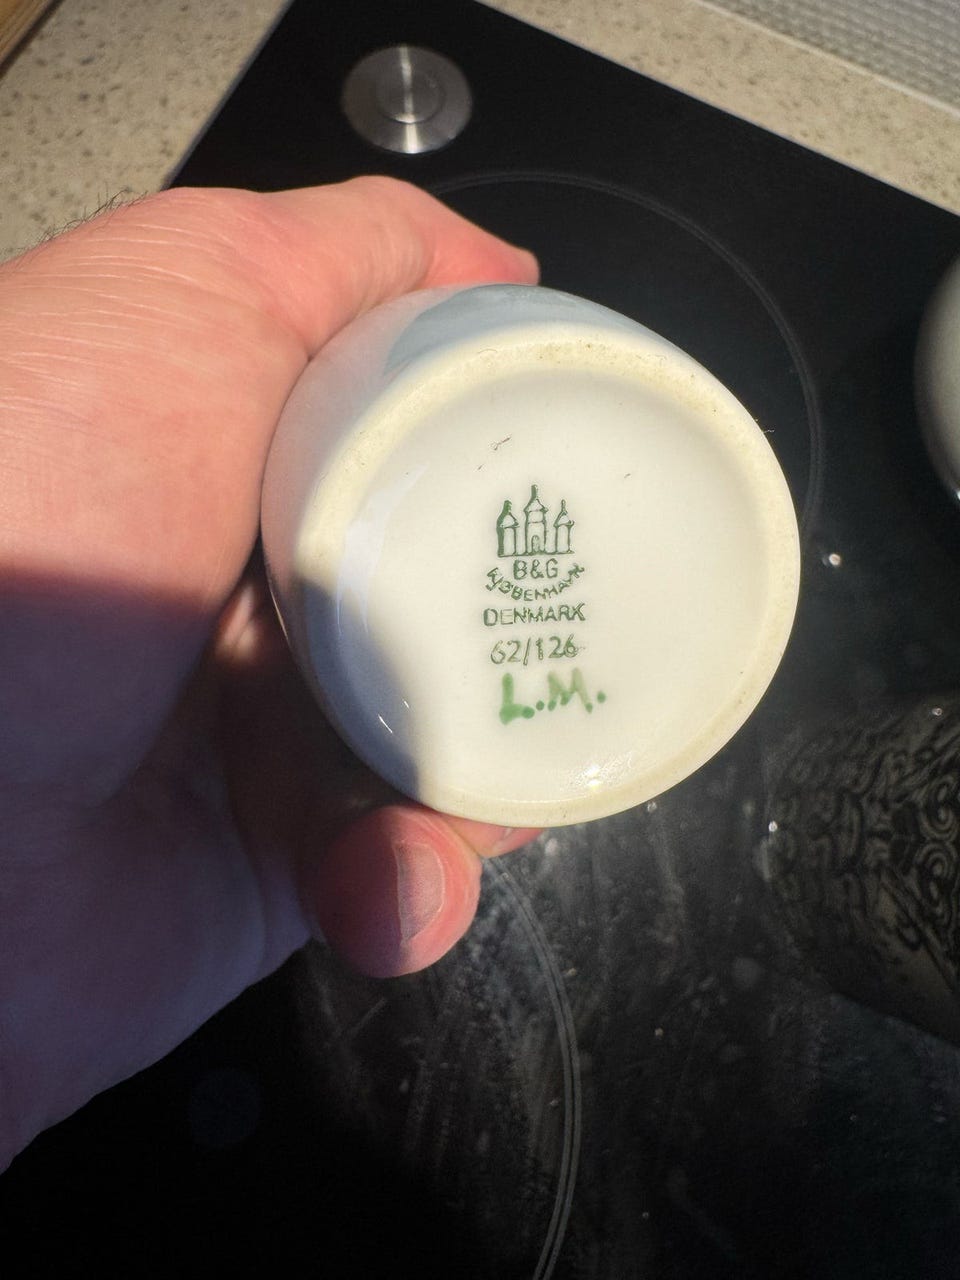 B&G
KJØBENHAVN
DENMARK
62/126
L.M.